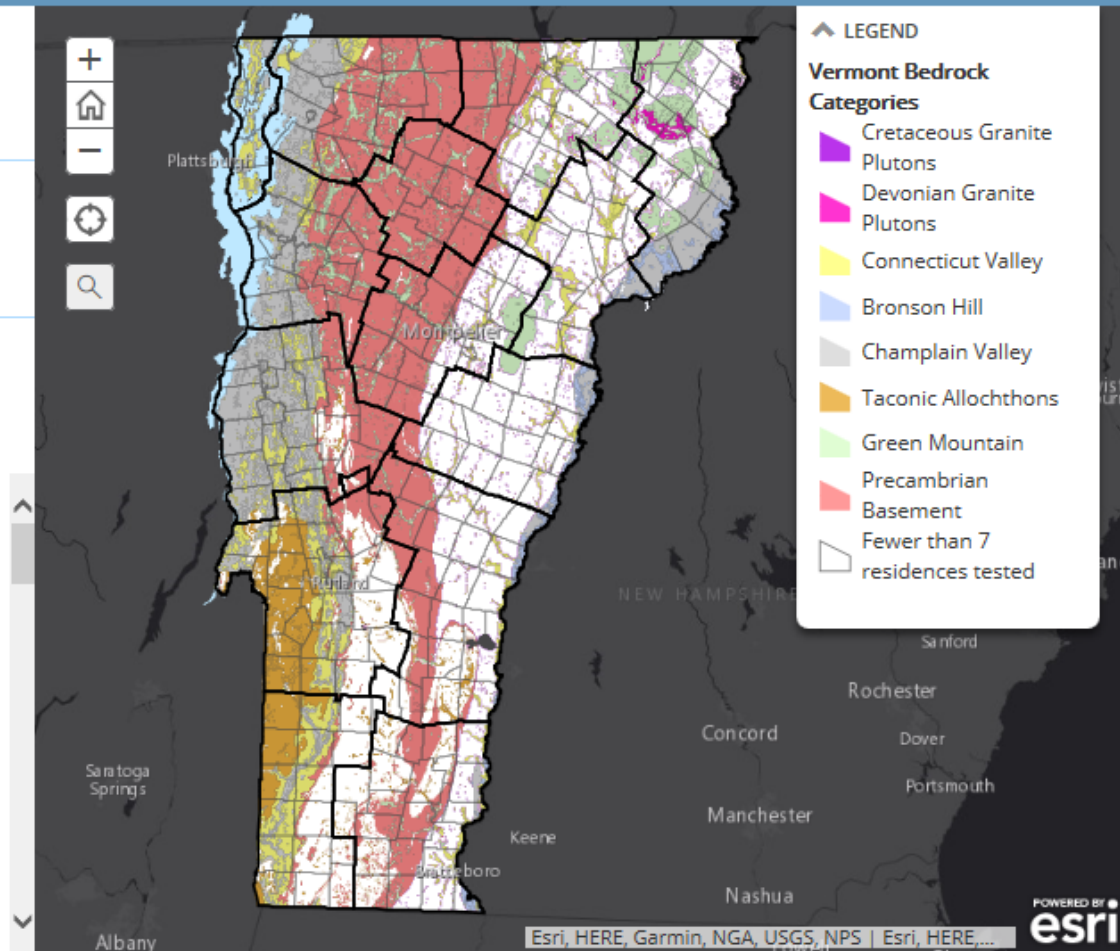 +
−
Plattsburgh
Montpelier
Rutland
NEW HAMPSHIRE
Sanford
Rochester
Concord
Dover
Saratoga
Springs
Portsmouth
Manchester
Keene
Brattleboro
Nashua
Albany
LEGEND
Vermont Bedrock
Categories
Cretaceous Granite
Plutons
Devonian Granite
Plutons
Connecticut Valley
Bronson Hill
Champlain Valley
Taconic Allochthons
Green Mountain
Precambrian
Basement
Fewer than 7
residences tested
Esri, HERE, Garmin, NGA, USGS, NPS | Esri, HERE,...
POWERED BY
esri